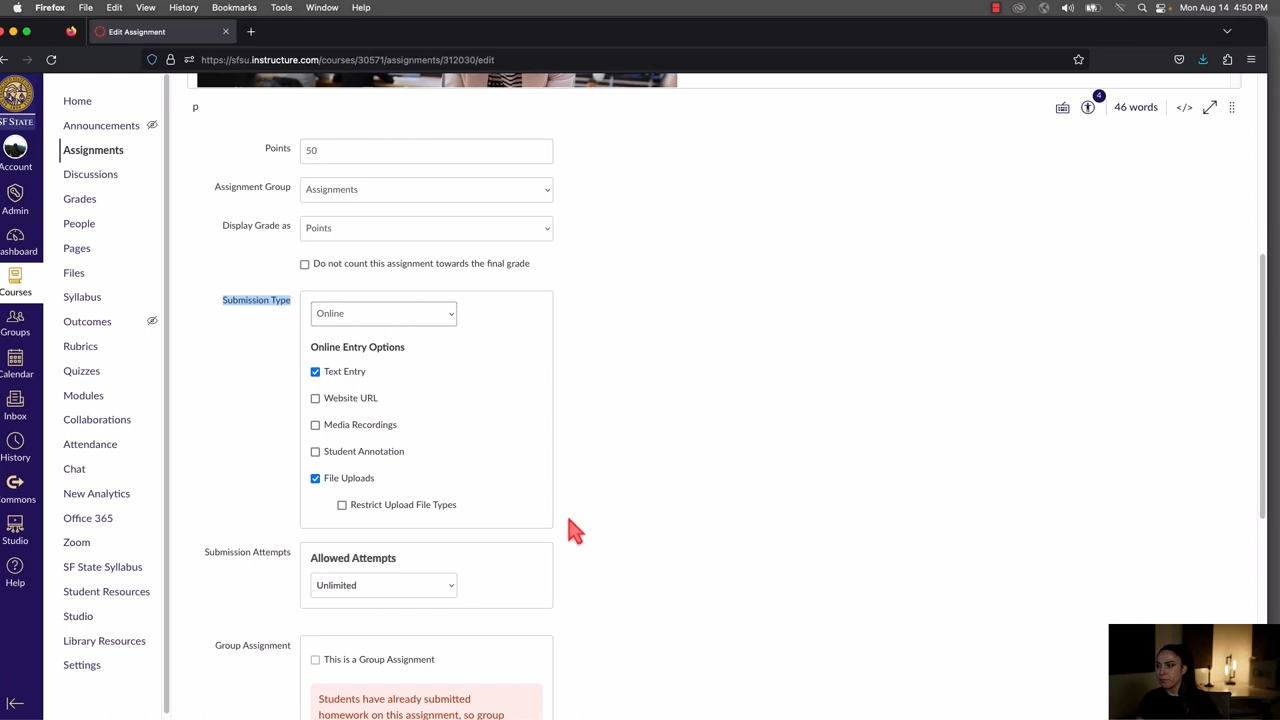 Firefox File Edit View History Bookmarks Tools Window Help
Mon Aug 14 4:50 PM
Edit Assignment
https://sfsu.instructure.com/courses/30571/assignments/312030/edit
SF STATE
Account
Admin
ashboard
Courses
Groups
Calendar
Inbox
History
ommons
Studio
Help
Home
Announcements
Assignments
Discussions
Grades
People
Pages
Files
Syllabus
Outcomes
Rubrics
Quizzes
Modules
Collaborations
Attendance
Chat
New Analytics
Office 365
Zoom
SF State Syllabus
Student Resources
Studio
Library Resources
Settings
p
4
46 words
</>
Points
50
Assignment Group
Assignments
Display Grade as
Points
Do not count this assignment towards the final grade
Submission Type
Online
Online Entry Options
Text Entry
Website URL
Media Recordings
Student Annotation
File Uploads
Restrict Upload File Types
Submission Attempts
Allowed Attempts
Unlimited
Group Assignment
This is a Group Assignment
Students have already submitted
homework on this assignment, so group